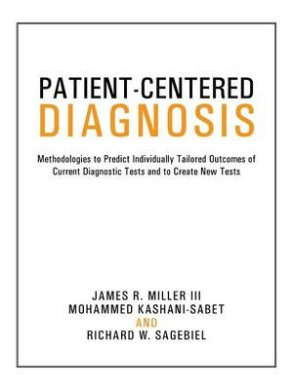 PATIENT-CENTERED
DIAGNOSIS
Methodologies to Predict Individually Tailored Outcomes of
Current Diagnostic Tests and to Create New Tests
JAMES R. MILLER III
MOHAMMED KASHANI-SABET
AND
RICHARD W. SAGEBIEL